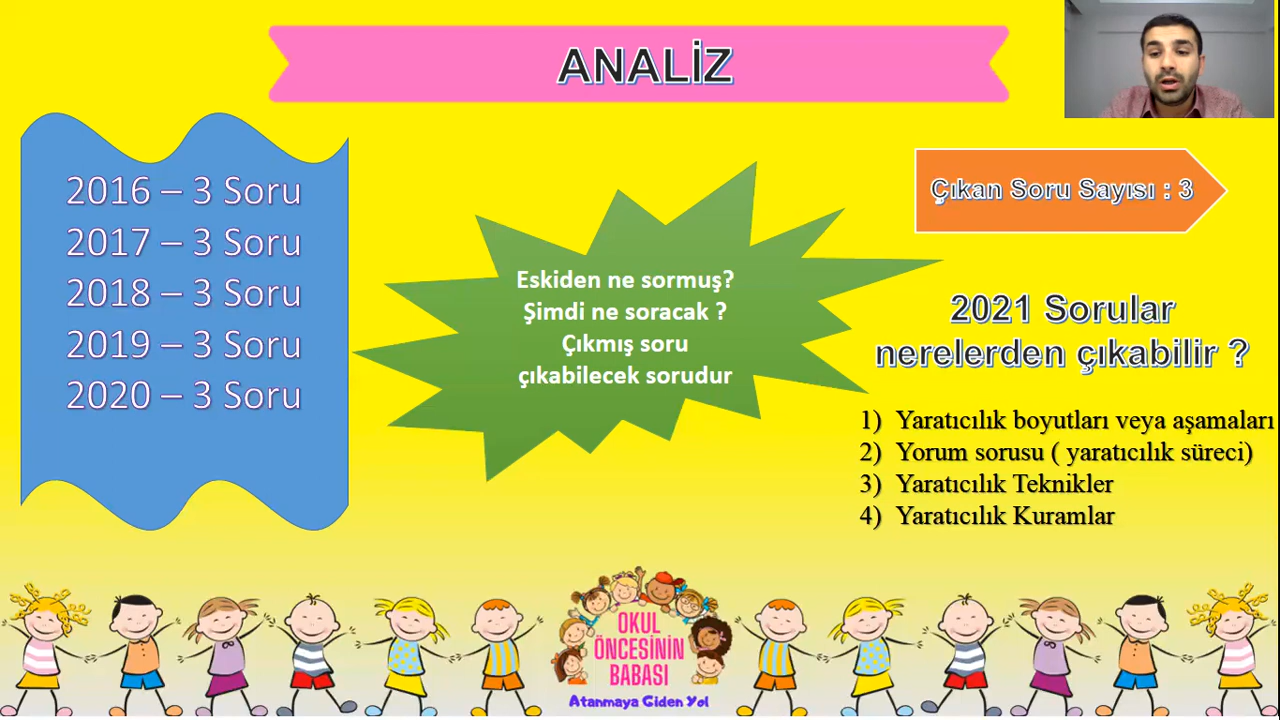 ANALİZ
2016 – 3 Soru
2017 – 3 Soru
2018 – 3 Soru
2019 – 3 Soru
2020 – 3 Soru
Eskiden ne sormuş?
Şimdi ne soracak ?
Çıkmış soru
çıkabilecek sorudur
Çıkan Soru Sayısı : 3
2021 Sorular
nerelerden çıkabilir ?
1) Yaratıcılık boyutları veya aşamaları
2) Yorum sorusu ( yaratıcılık süreci)
3) Yaratıcılık Teknikler
4) Yaratıcılık Kuramlar
OKUL
ÖNCESİNİN
BABASI
Atanmaya Giden Yol